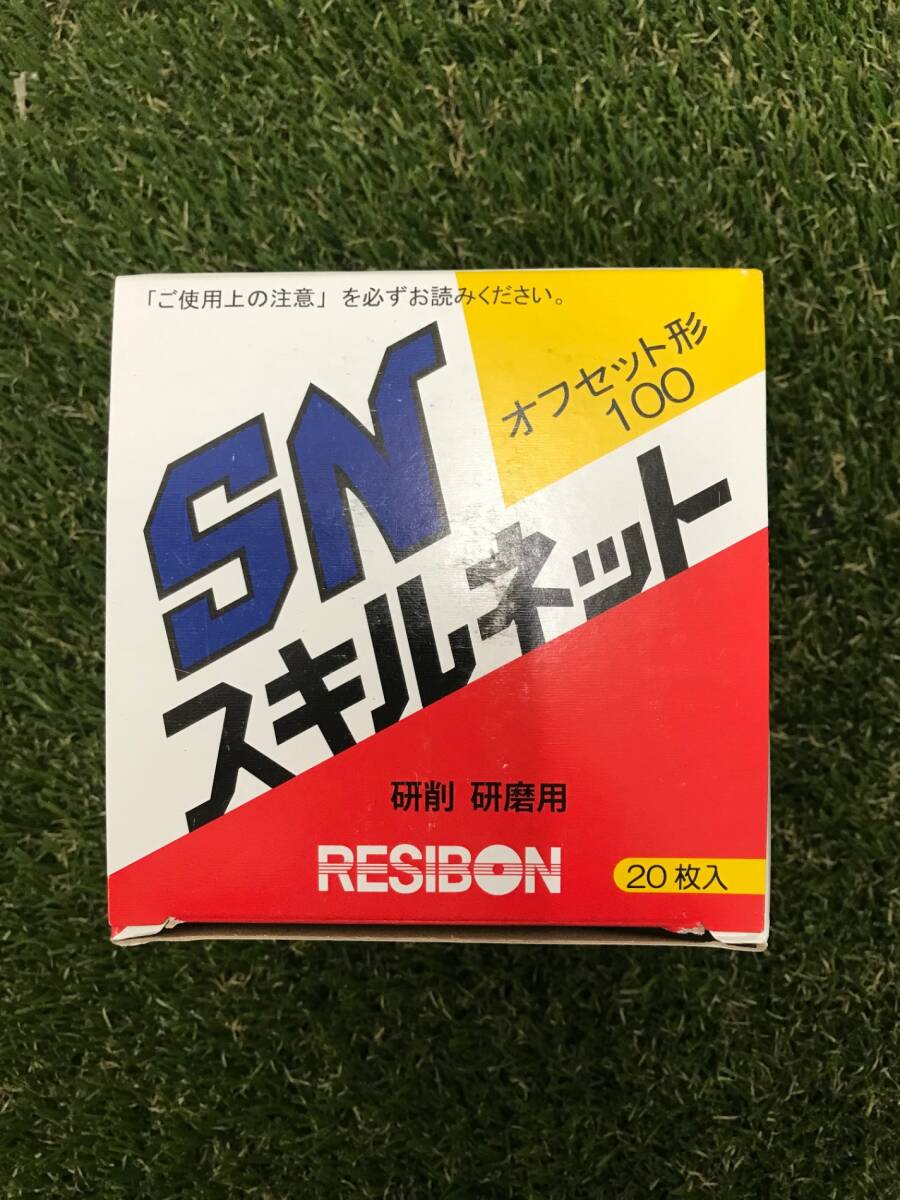 「ご使用上の注意」を必ずお読みください。
オフセット形
100
SN
スキルネット
研削 研磨用
RESIBON
20枚入